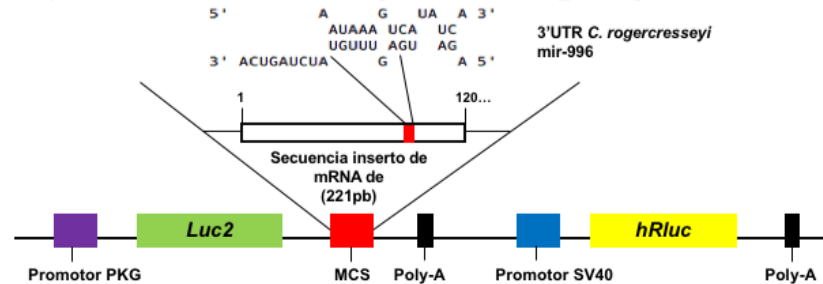 5' A G UA A 3'
AUAAA UCA UC
UGUUU AGU AG
3' ACUGAUCUA G A 5'
3'UTR C. rogercresseyi
mir-996
1 120...
Secuencia inserto de
mRNA de
(221pb)
Luc2 hRluc
Promotor PKG MCS Poly-A Promotor SV40 Poly-A